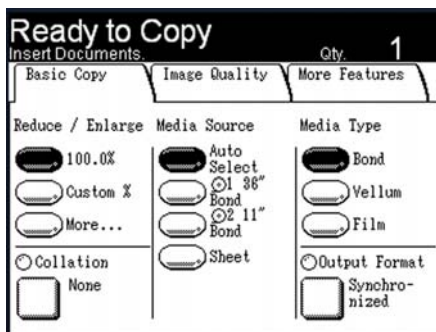 Ready to Copy
Insert Documents.
Qty. 1
Basic Copy
Image Quality
More Features
Reduce / Enlarge
100.0%
Custom %
More...
Collation
None
Media Source
Auto
Select
1 36"
Bond
2 11"
Bond
Sheet
Media Type
Bond
Vellum
Film
Output Format
Synchro-
nized